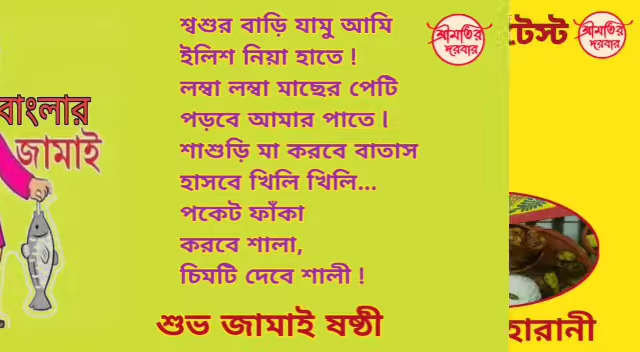 শ্বশুর বাড়ি যামু আমি
ইলিশ নিয়া হাতে !
লম্বা লম্বা মাছের পেটি
পড়বে আমার পাতে ।
শাশুড়ি মা করবে বাতাস
হাসবে খিলি খিলি...
পকেট ফাঁকা
করবে শালা,
চিমটি দেবে শালী !
শুভ জামাই ষষ্ঠী
বাংলার
জামাই
শ্রীমতির
দরবার
টেস্ট
শ্রীমতির
দরবার
হারানী